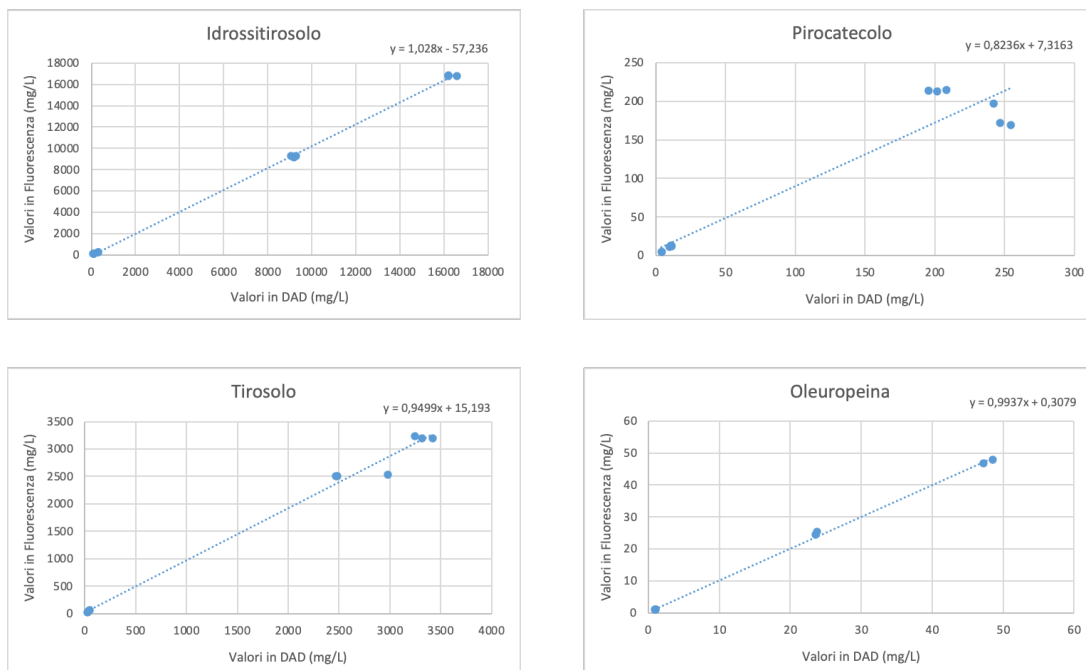 Idrossitirosolo
y = 1,028x - 57,236
Valori in Fluorescenza (mg/L)
18000
16000
14000
12000
10000
8000
6000
4000
2000
0
0 2000 4000 6000 8000 10000 12000 14000 16000 18000
Valori in DAD (mg/L)
Pirocatecolo
y = 0,8236x + 7,3163
Valori in Fluorescenza (mg/L)
250
200
150
100
50
0
0 50 100 150 200 250 300
Valori in DAD (mg/L)
Tirosolo
y = 0,9499x + 15,193
Valori in Fluorescenza (mg/L)
3500
3000
2500
2000
1500
1000
500
0
0 500 1000 1500 2000 2500 3000 3500 4000
Valori in DAD (mg/L)
Oleuropeina
y = 0,9937x + 0,3079
Valori in Fluorescenza (mg/L)
60
50
40
30
20
10
0
0 10 20 30 40 50 60
Valori in DAD (mg/L)